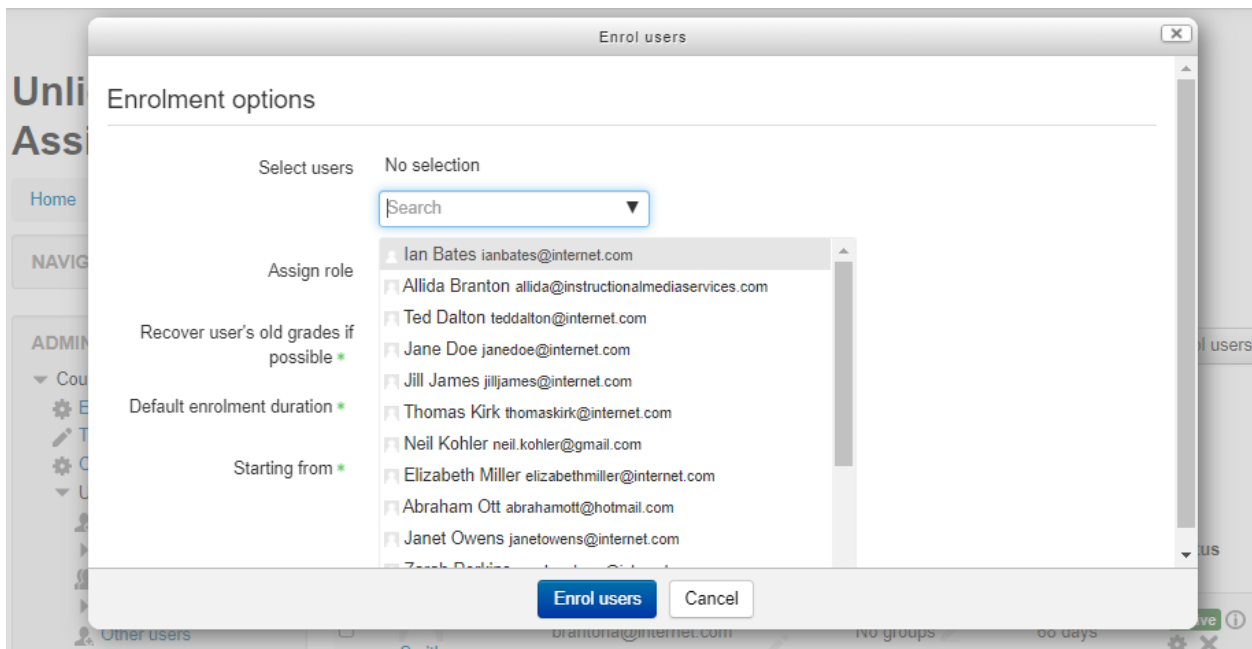 Enrol users
Unli
Assi
Enrolment options
Select users No selection
Home
Search
NAVIG
Ian Bates ianbates@internet.com
Assign role
Allida Branton allida@instructionalmediaservices.com
Ted Dalton teddalton@internet.com
Recover user's old grades if
possible
ADMIN
Jane Doe janedoe@internet.com
ol users
Cou
Jill James jilljames@internet.com
Default enrolment duration
Thomas Kirk thomaskirk@internet.com
Neil Kohler neil.kohler@gmail.com
Starting from
Elizabeth Miller elizabethmiller@internet.com
Abraham Ott abrahamott@hotmail.com
Janet Owens janetowens@internet.com
tus
Enrol users Cancel
Other users
brantona@internet.com No groups 68 days
ve